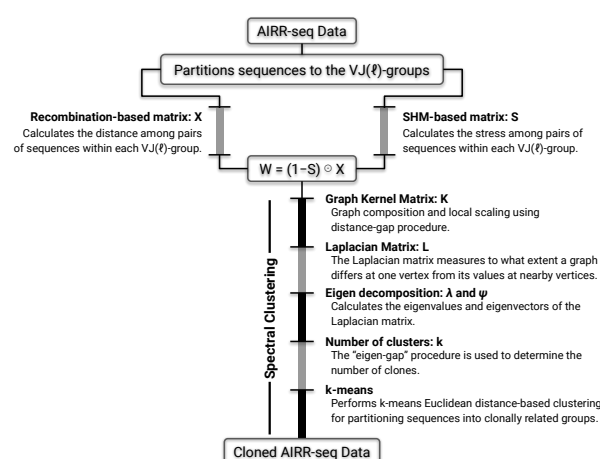 AIRR-seq Data
Partitions sequences to the VJ(ℓ)-groups
Recombination-based matrix: X
Calculates the distance among pairs
of sequences within each VJ(ℓ)-group.
SHM-based matrix: S
Calculates the stress among pairs of
sequences within each VJ(ℓ)-group.
W = (1−S) ⊙ X
Spectral Clustering
Graph Kernel Matrix: K
Graph composition and local scaling using
distance-gap procedure.
Laplacian Matrix: L
The Laplacian matrix measures to what extent a graph
differs at one vertex from its values at nearby vertices.
Eigen decomposition: λ and ψ
Calculates the eigenvalues and eigenvectors of the
Laplacian matrix.
Number of clusters: k
The "eigen-gap" procedure is used to determine the
number of clones.
k-means
Performs k-means Euclidean distance-based clustering
for partitioning sequences into clonally related groups.
Cloned AIRR-seq Data